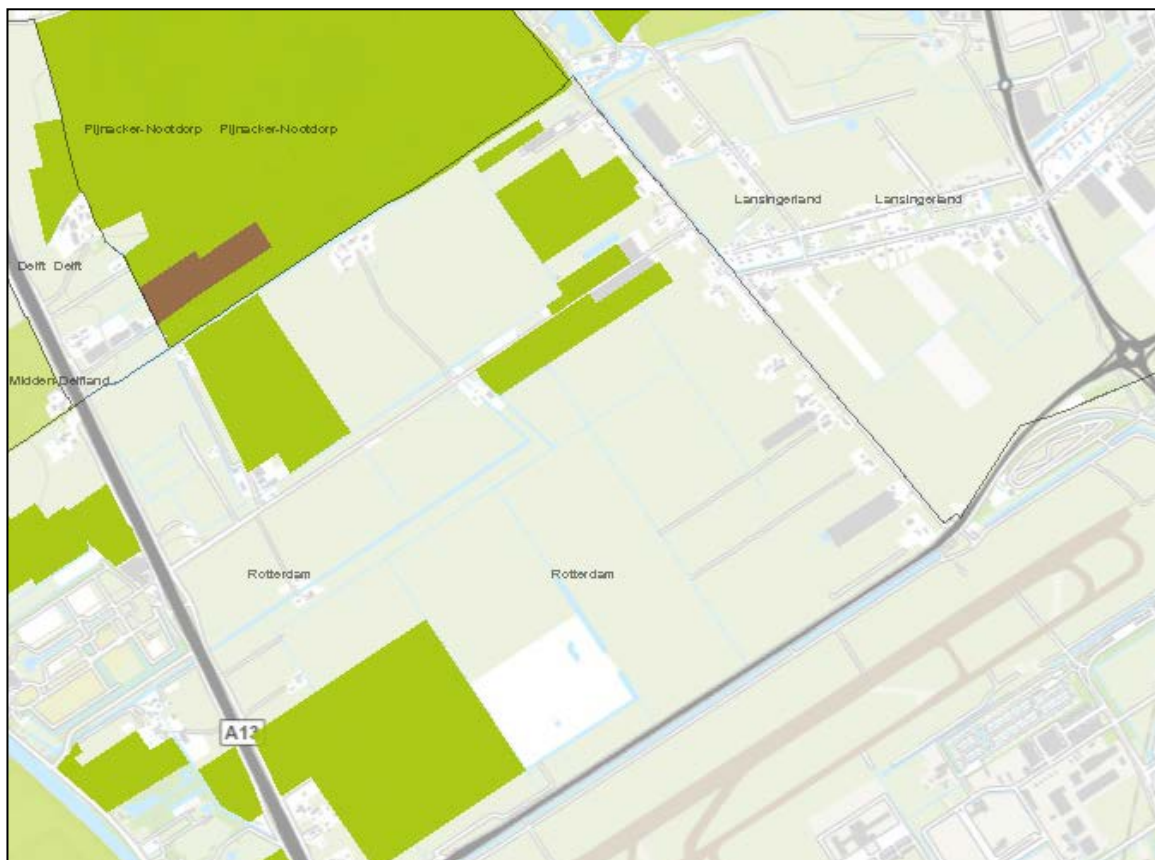 Pijnacker-Nootdorp Pijnacker-Nootdorp
Lansingerland Lansingerland
Delft Delft
Midden-Delfland
Rotterdam Rotterdam
A13